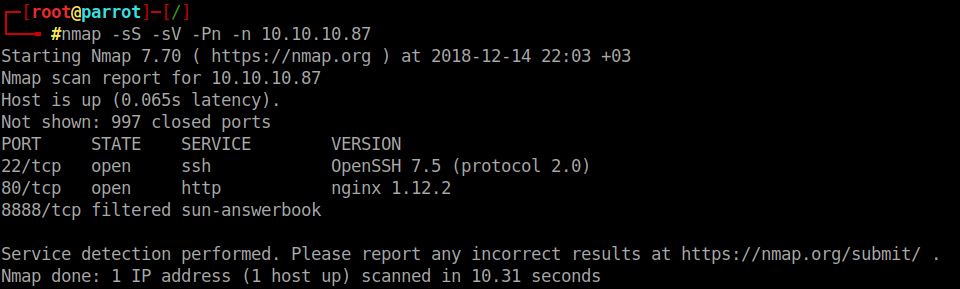 ┌─[root@parrot]─[/]
└──╼ #nmap -sS -sV -Pn -n 10.10.10.87
Starting Nmap 7.70 ( https://nmap.org ) at 2018-12-14 22:03 +03
Nmap scan report for 10.10.10.87
Host is up (0.065s latency).
Not shown: 997 closed ports
PORT     STATE    SERVICE        VERSION
22/tcp   open     ssh            OpenSSH 7.5 (protocol 2.0)
80/tcp   open     http           nginx 1.12.2
8888/tcp filtered sun-answerbook

Service detection performed. Please report any incorrect results at https://nmap.org/submit/ .
Nmap done: 1 IP address (1 host up) scanned in 10.31 seconds